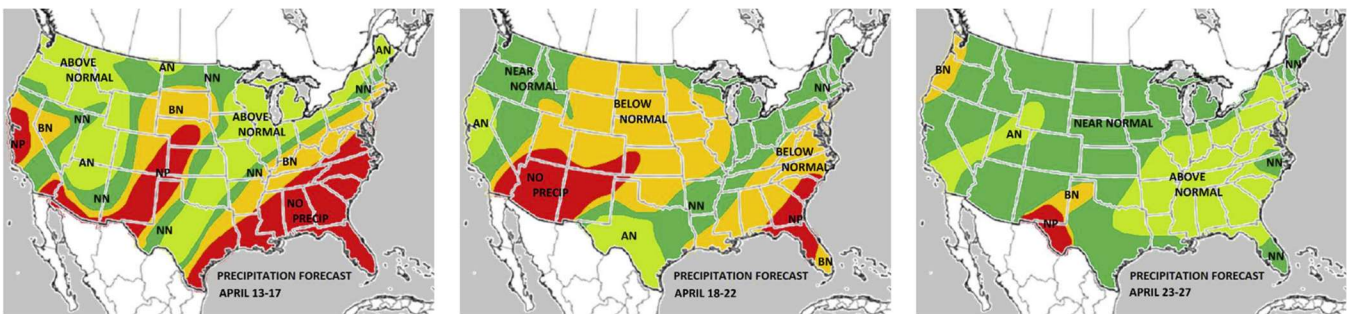 ABOVE
NORMAL
AN
NN
AN
NN
BN
BN
NN
NP
AN
NP
ABOVE
NORMAL
NN
BN
NN
NN
NO
PRECIP
PRECIPITATION FORECAST
APRIL 13-17
NEAR
NORMAL
NN
BELOW
NORMAL
AN
BELOW
NORMAL
NO
PRECIP
NN
AN
NP
BN
PRECIPITATION FORECAST
APRIL 18-22
BN
NN
NEAR NORMAL
AN
NN
ABOVE
NORMAL
BN
NP
NN
PRECIPITATION FORECAST
APRIL 23-27